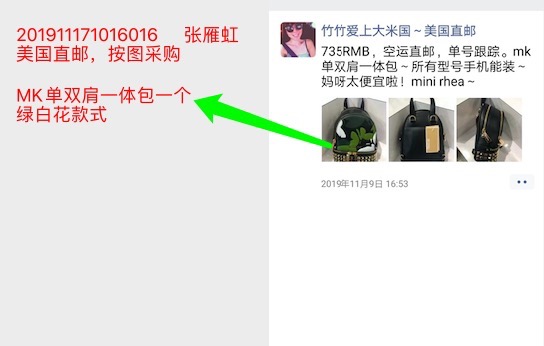 201911171016016 张雁虹
美国直邮，按图采购
MK单双肩一体包一个
绿白花款式
竹竹爱上大米国～美国直邮
735RMB，空运直邮，单号跟踪。mk
单双肩一体包～所有型号手机能装～
妈呀太便宜啦！mini rhea～
2019年11月9日 16:53